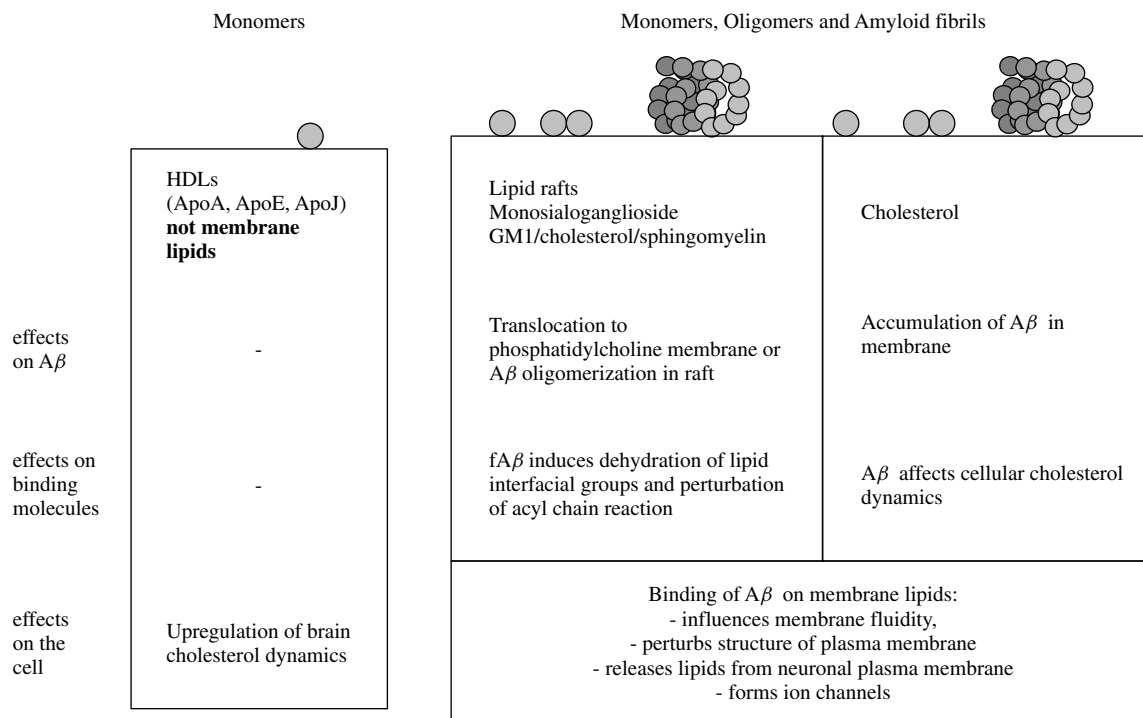 Monomers
Monomers, Oligomers and Amyloid fibrils
HDLs
(ApoA, ApoE, ApoJ)
not membrane
lipids
Lipid rafts
Monosialoganglioside
GM1/cholesterol/sphingomyelin
Cholesterol
effects
on Aβ
-
Translocation to
phosphatidylcholine membrane or
Aβ oligomerization in raft
Accumulation of Aβ in
membrane
effects on
binding
molecules
-
fAβ induces dehydration of lipid
interfacial groups and perturbation
of acyl chain reaction
Aβ affects cellular cholesterol
dynamics
effects
on the
cell
Upregulation of brain
cholesterol dynamics
Binding of Aβ on membrane lipids:
- influences membrane fluidity,
- perturbs structure of plasma membrane
- releases lipids from neuronal plasma membrane
- forms ion channels